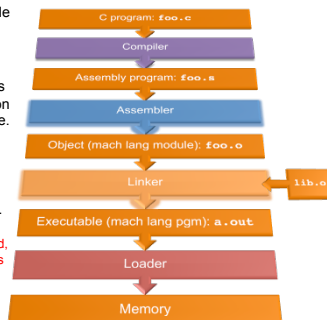 C program: foo.c
Compiler
Assembly program: foo.s
Assembler
Object (mach lang module): foo.o
Linker
lib.o
Executable (mach lang pgm): a.out
Loader
Memory